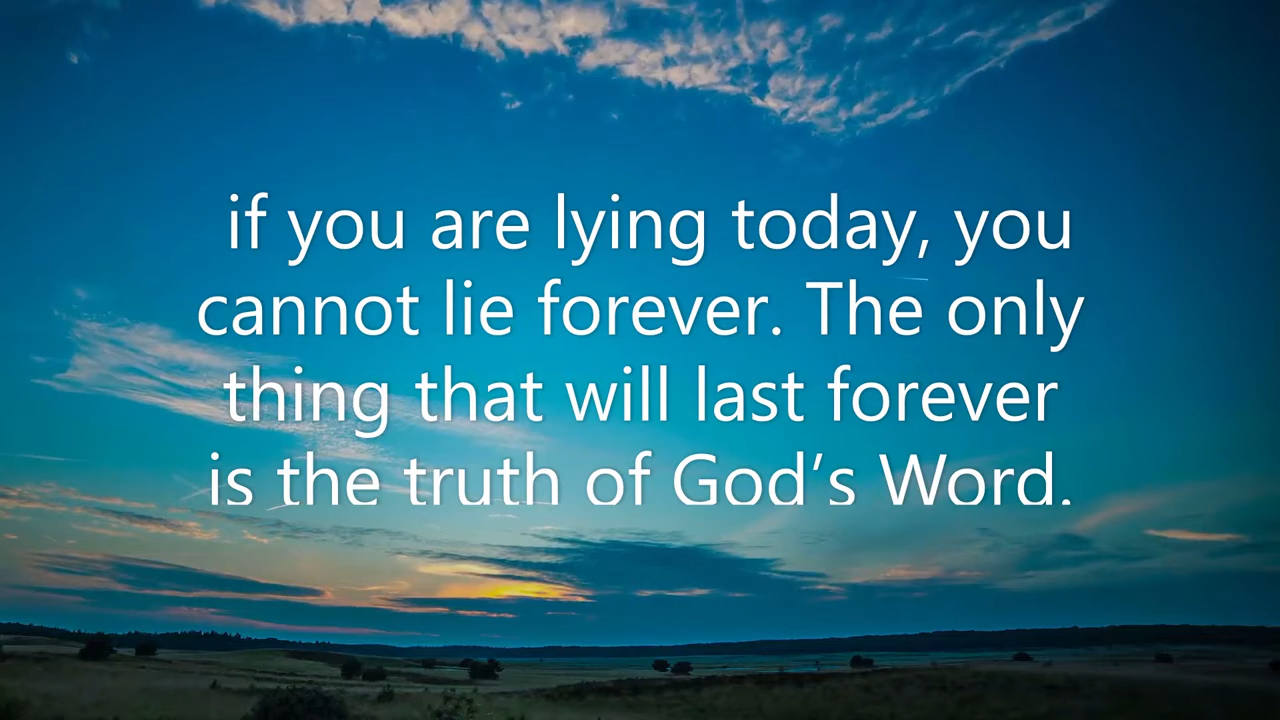 if you are lying today, you
cannot lie forever. The only
thing that will last forever
is the truth of God’s Word.